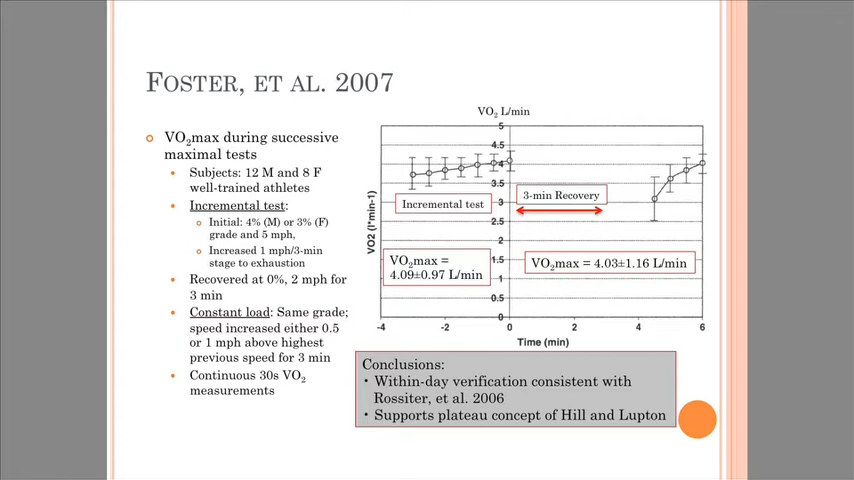 FOSTER, ET AL. 2007
VO2max during successive
maximal tests
Subjects: 12 M and 8 F
well-trained athletes
Incremental test:
Initial: 4% (M) or 3% (F)
grade and 5 mph,
Increased 1 mph/3-min
stage to exhaustion
Recovered at 0%, 2 mph for
3 min
Constant load: Same grade;
speed increased either 0.5
or 1 mph above highest
previous speed for 3 min
Continuous 30s VO2
measurements
VO2 L/min
5
4.5
4
3.5
3
2.5
2
1.5
1
0.5
0
VO2 (l*min-1)
Incremental test
3-min Recovery
VO2max =
4.09±0.97 L/min
VO2max = 4.03±1.16 L/min
-4 -2 0 2 4 6
Time (min)
Conclusions:
• Within-day verification consistent with
Rossiter, et al. 2006
• Supports plateau concept of Hill and Lupton